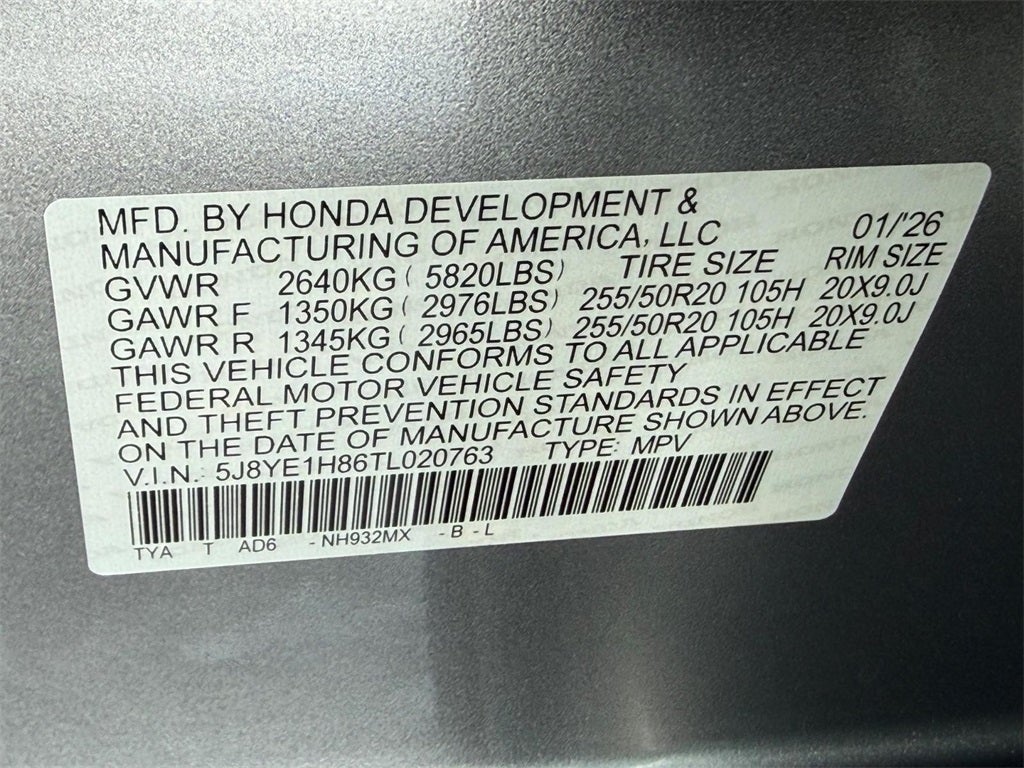 MFD. BY HONDA DEVELOPMENT &
MANUFACTURING OF AMERICA, LLC 01/'26
GVWR 2640KG ( 5820LBS) TIRE SIZE RIM SIZE
GAWR F 1350KG ( 2976LBS) 255/50R20 105H 20X9.0J
GAWR R 1345KG ( 2965LBS) 255/50R20 105H 20X9.0J
THIS VEHICLE CONFORMS TO ALL APPLICABLE
FEDERAL MOTOR VEHICLE SAFETY
AND THEFT PREVENTION STANDARDS IN EFFECT
ON THE DATE OF MANUFACTURE SHOWN ABOVE.
V.I.N.: 5J8YE1H86TL020763 TYPE: MPV
TYA T AD6 - NH932MX - B - L